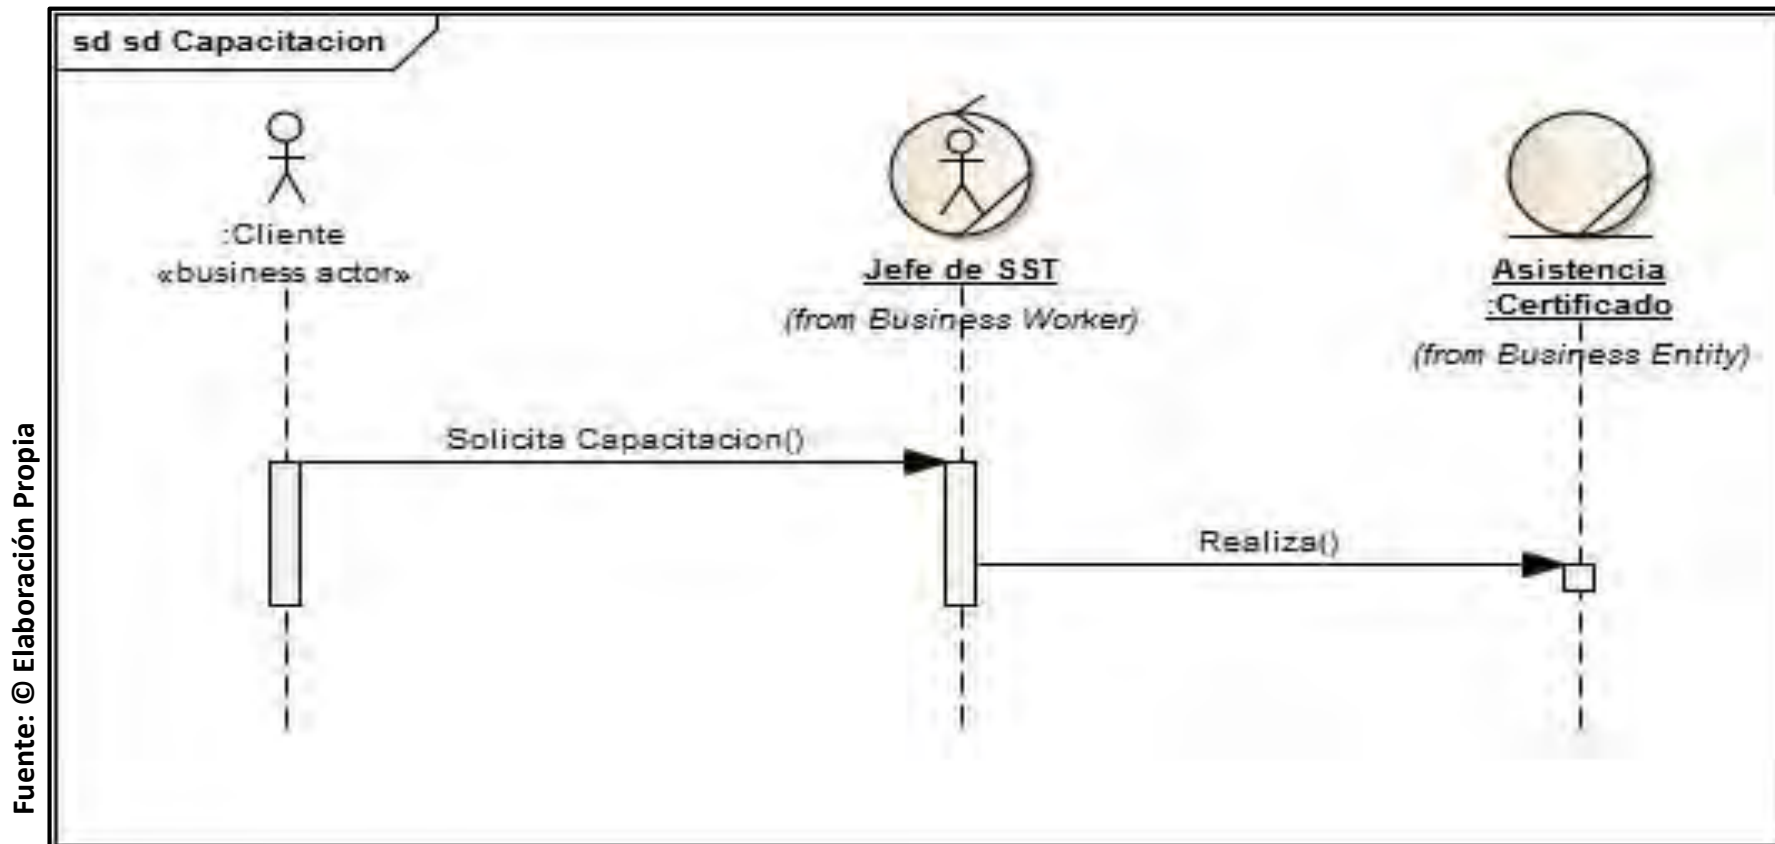 sd sd Capacitacion
:Cliente
«business actor»
Jefe de SST
(from Business Worker)
Asistencia
:Certificado
(from Business Entity)
Solicita Capacitacion()
Realiza()
Fuente: © Elaboración Propia